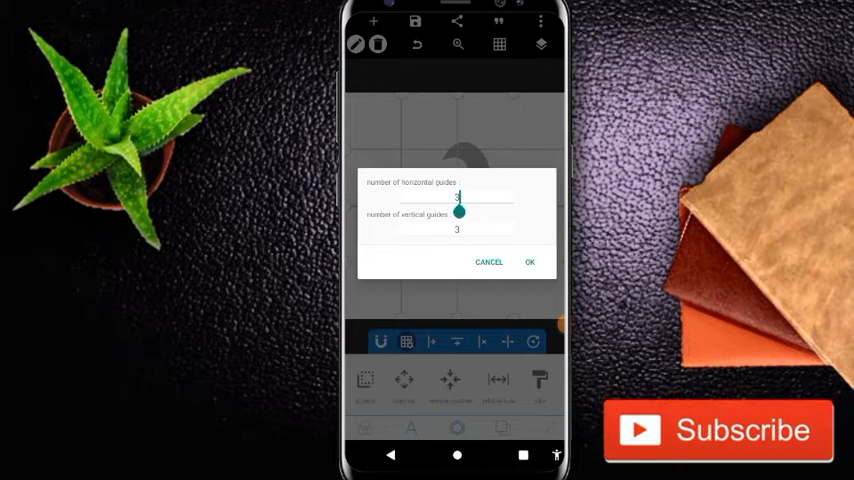 number of horizontal guides :
3
number of vertical guides :
3
CANCEL
OK
Subscribe